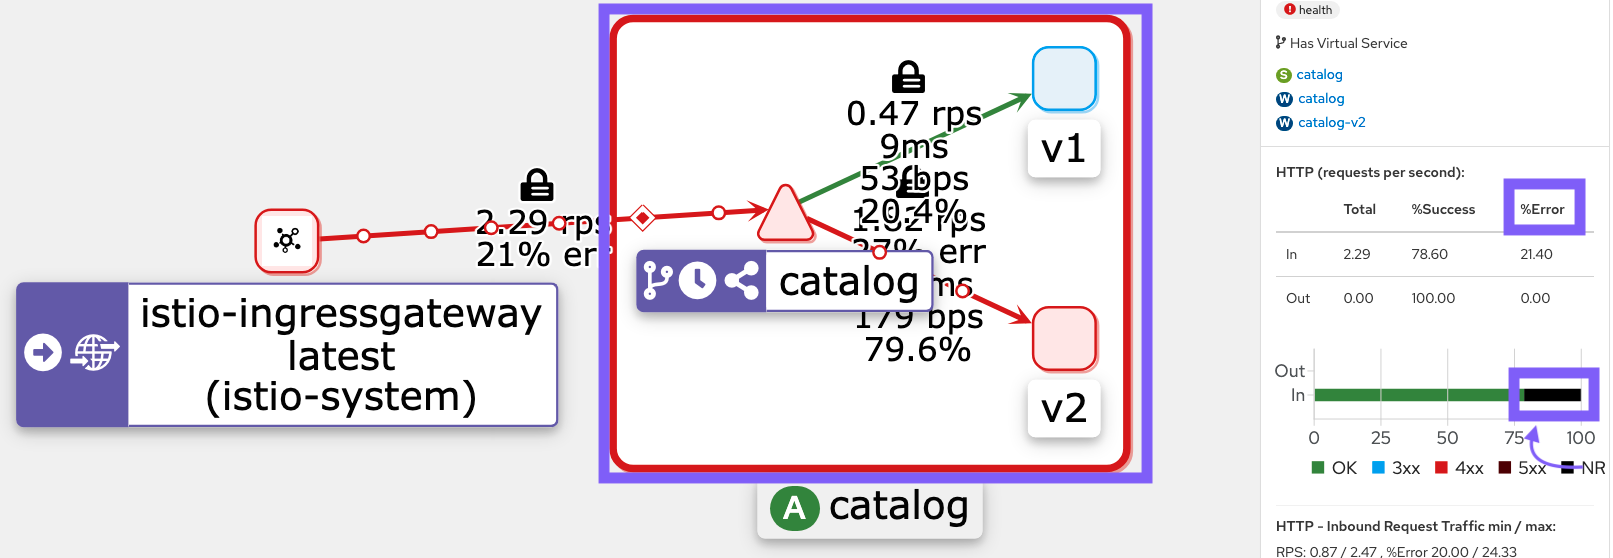 2.29 rps
21% er
istio-ingressgateway
latest
(istio-system)
0.47 rps
9ms
53 bps
20.4%
1.82 rps
27% err
ms
179 bps
79.6%
v1
catalog
v2
A catalog
health
Has Virtual Service
S catalog
W catalog
W catalog-v2
HTTP (requests per second):
Total %Success %Error
In 2.29 78.60 21.40
Out 0.00 100.00 0.00
Out
In
0 25 50 75 100
OK 3xx 4xx 5xx NR
HTTP - Inbound Request Traffic min / max:
RPS: 0.87 / 2.47 , %Error 20.00 / 24.33